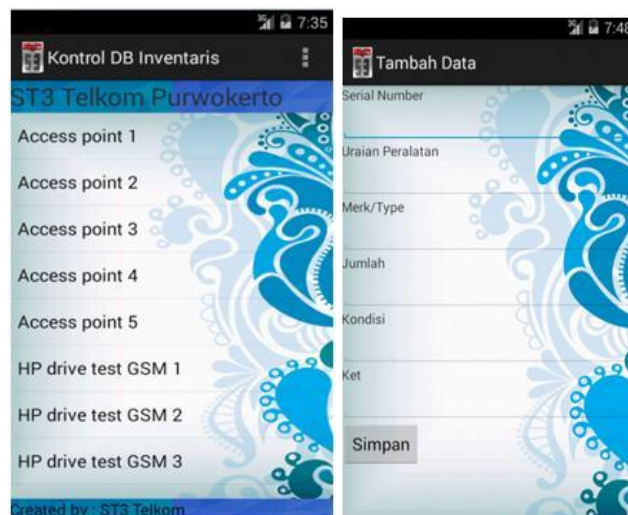 3G 7:35
Kontrol DB Inventaris
ST3 Telkom Purwokerto
Access point 1
Access point 2
Access point 3
Access point 4
Access point 5
HP drive test GSM 1
HP drive test GSM 2
HP drive test GSM 3
Created by : ST3 Telkom
3G 7:48
Tambah Data
Serial Number
Uraian Peralatan
Merk/Type
Jumlah
Kondisi
Ket
Simpan